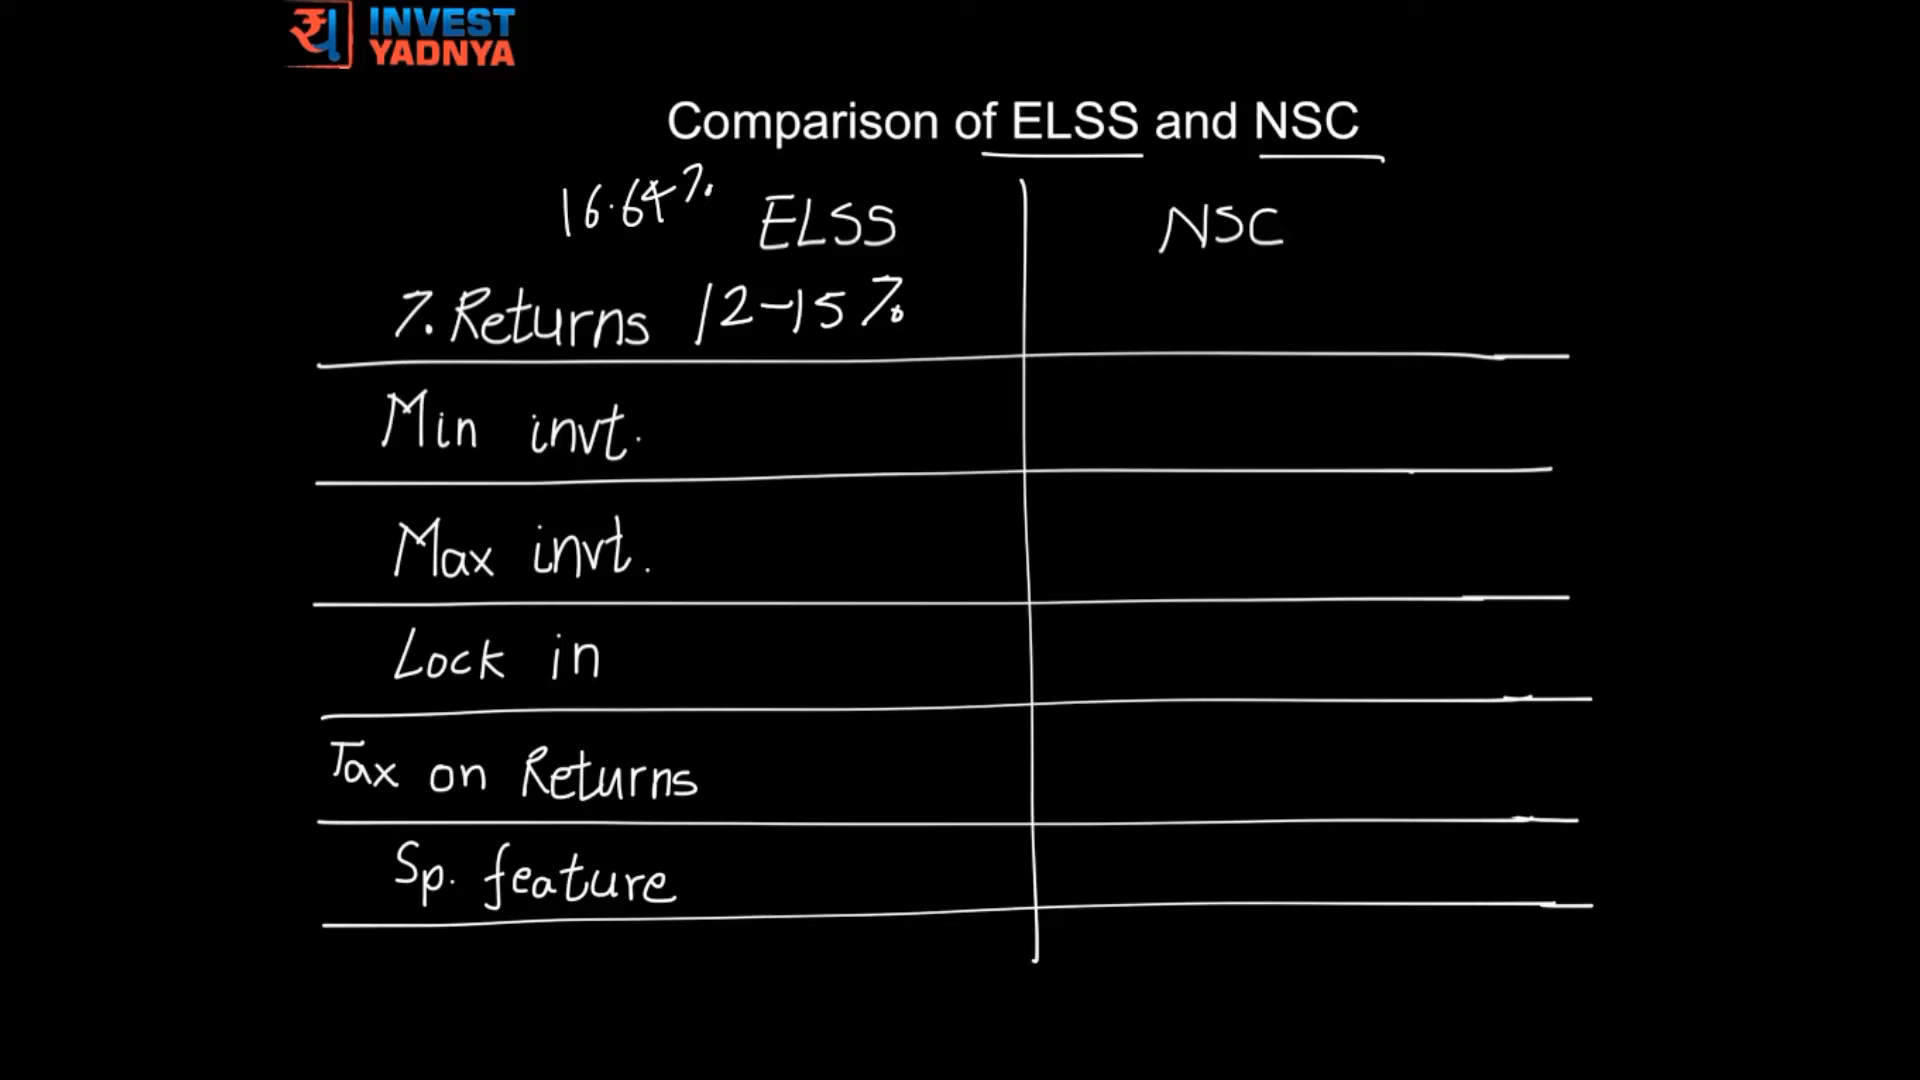 INVEST
YADNYA
Comparison of ELSS and NSC
16.64%
ELSS
NSC
%. Returns 12-15%
Min invt.
Max invt.
Lock in
Tax on Returns
Sp. feature